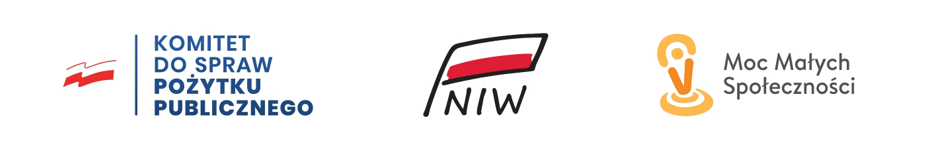 KOMITET
DO SPRAW
POŻYTKU
PUBLICZNEGO
NIW
Moc Małych
Społeczności